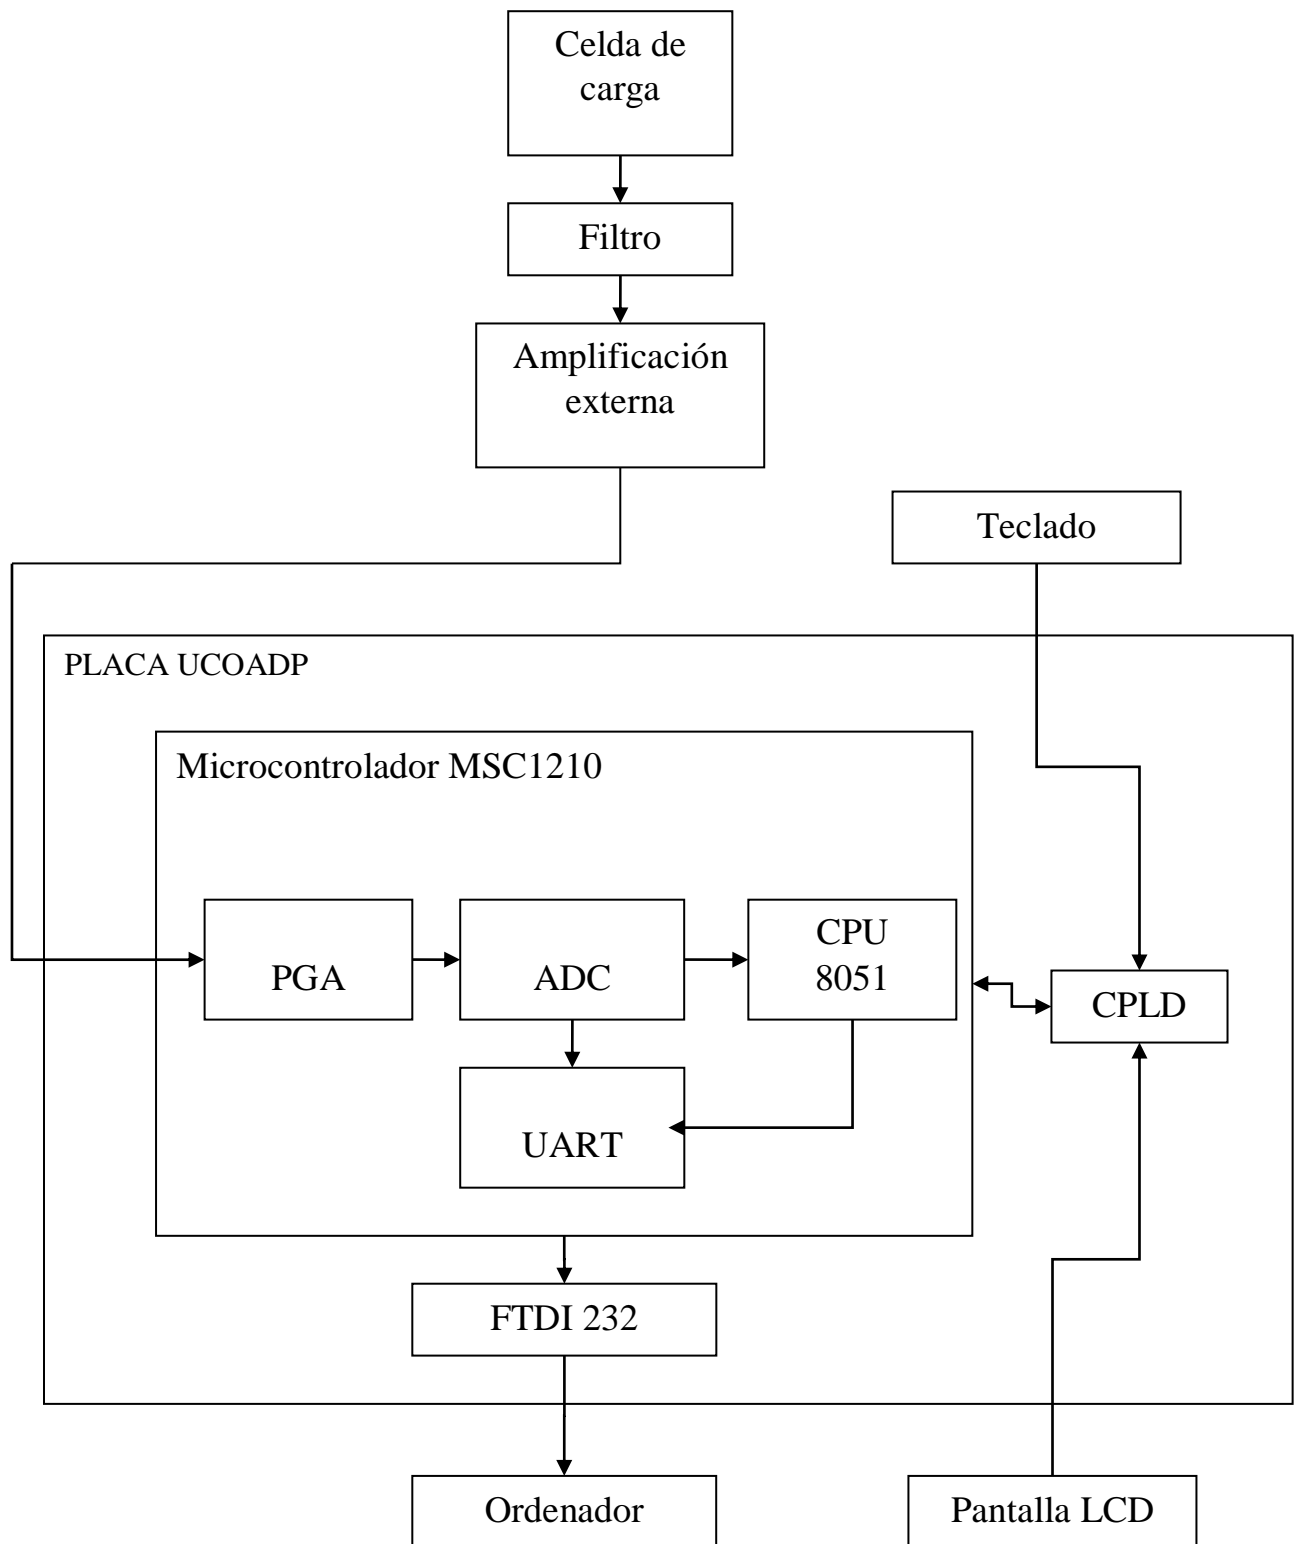 Celda de
carga
Filtro
Amplificación
externa
Teclado
PLACA UCOADP
Microcontrolador MSC1210
PGA
ADC
CPU
8051
CPLD
UART
FTDI 232
Ordenador
Pantalla LCD